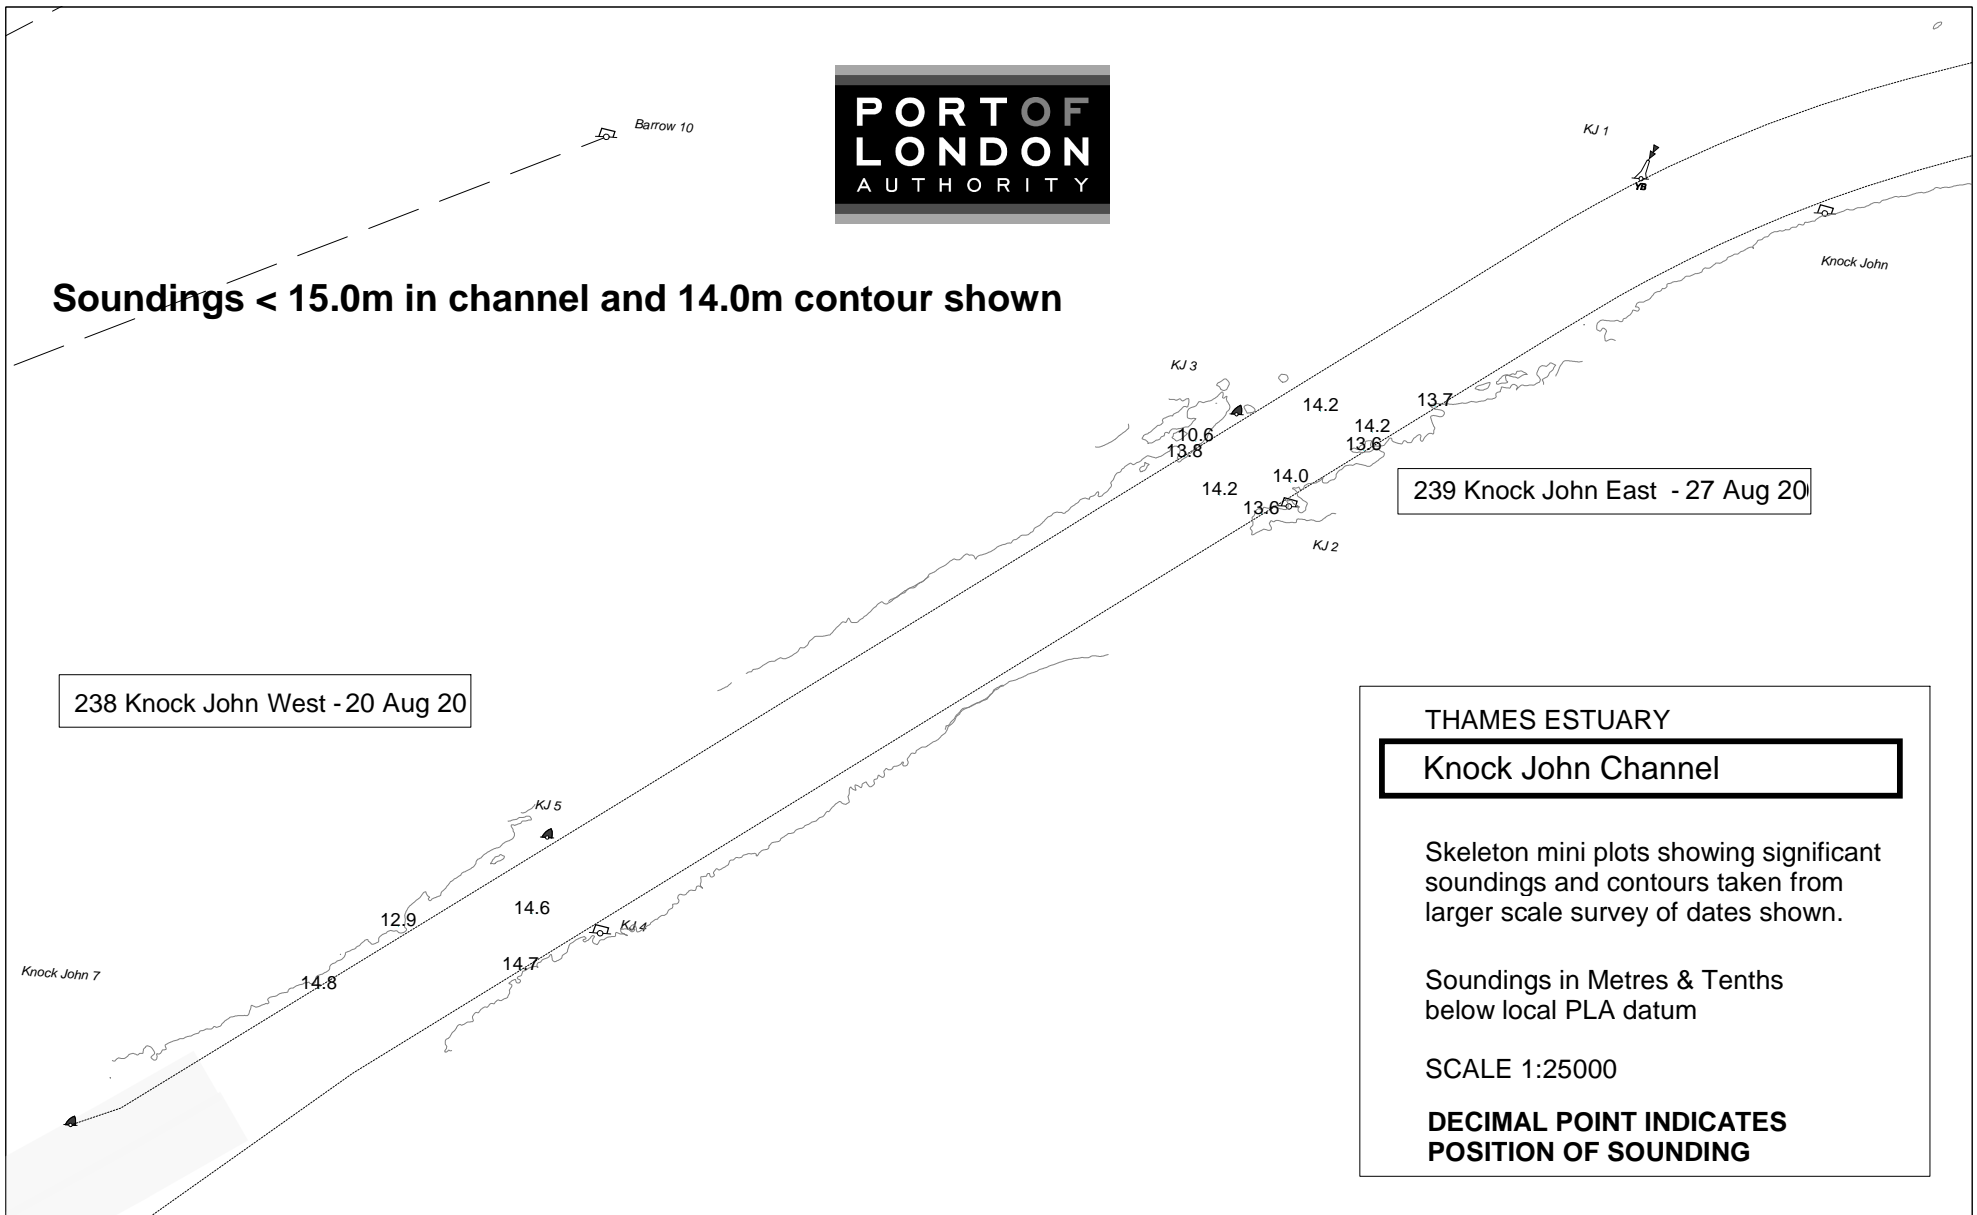 Barrow 10
PORT OF
LONDON
AUTHORITY
KJ 1
YB
Knock John
Soundings < 15.0m in channel and 14.0m contour shown
KJ 3
14.2
13.7
10.6
14.2
13.8
13.6
14.2
14.0
13.6
KJ 2
239 Knock John East - 27 Aug 20
238 Knock John West - 20 Aug 20
KJ 5
12.9
14.6
KJ 4
14.7
14.8
Knock John 7
THAMES ESTUARY
Knock John Channel
Skeleton mini plots showing significant
soundings and contours taken from
larger scale survey of dates shown.
Soundings in Metres & Tenths
below local PLA datum
SCALE 1:25000
DECIMAL POINT INDICATES
POSITION OF SOUNDING